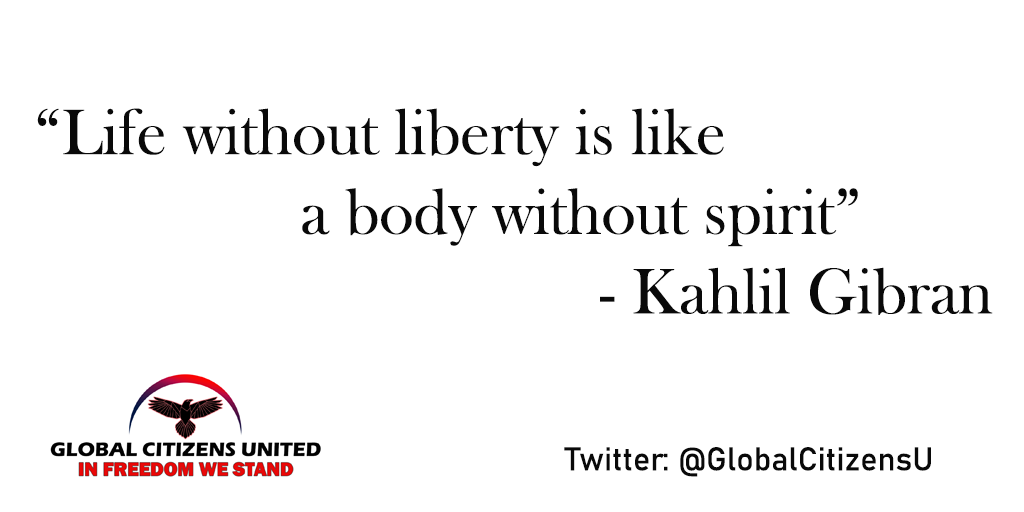 “Life without liberty is like
a body without spirit”
- Kahlil Gibran
GLOBAL CITIZENS UNITED
IN FREEDOM WE STAND
Twitter: @GlobalCitizensU